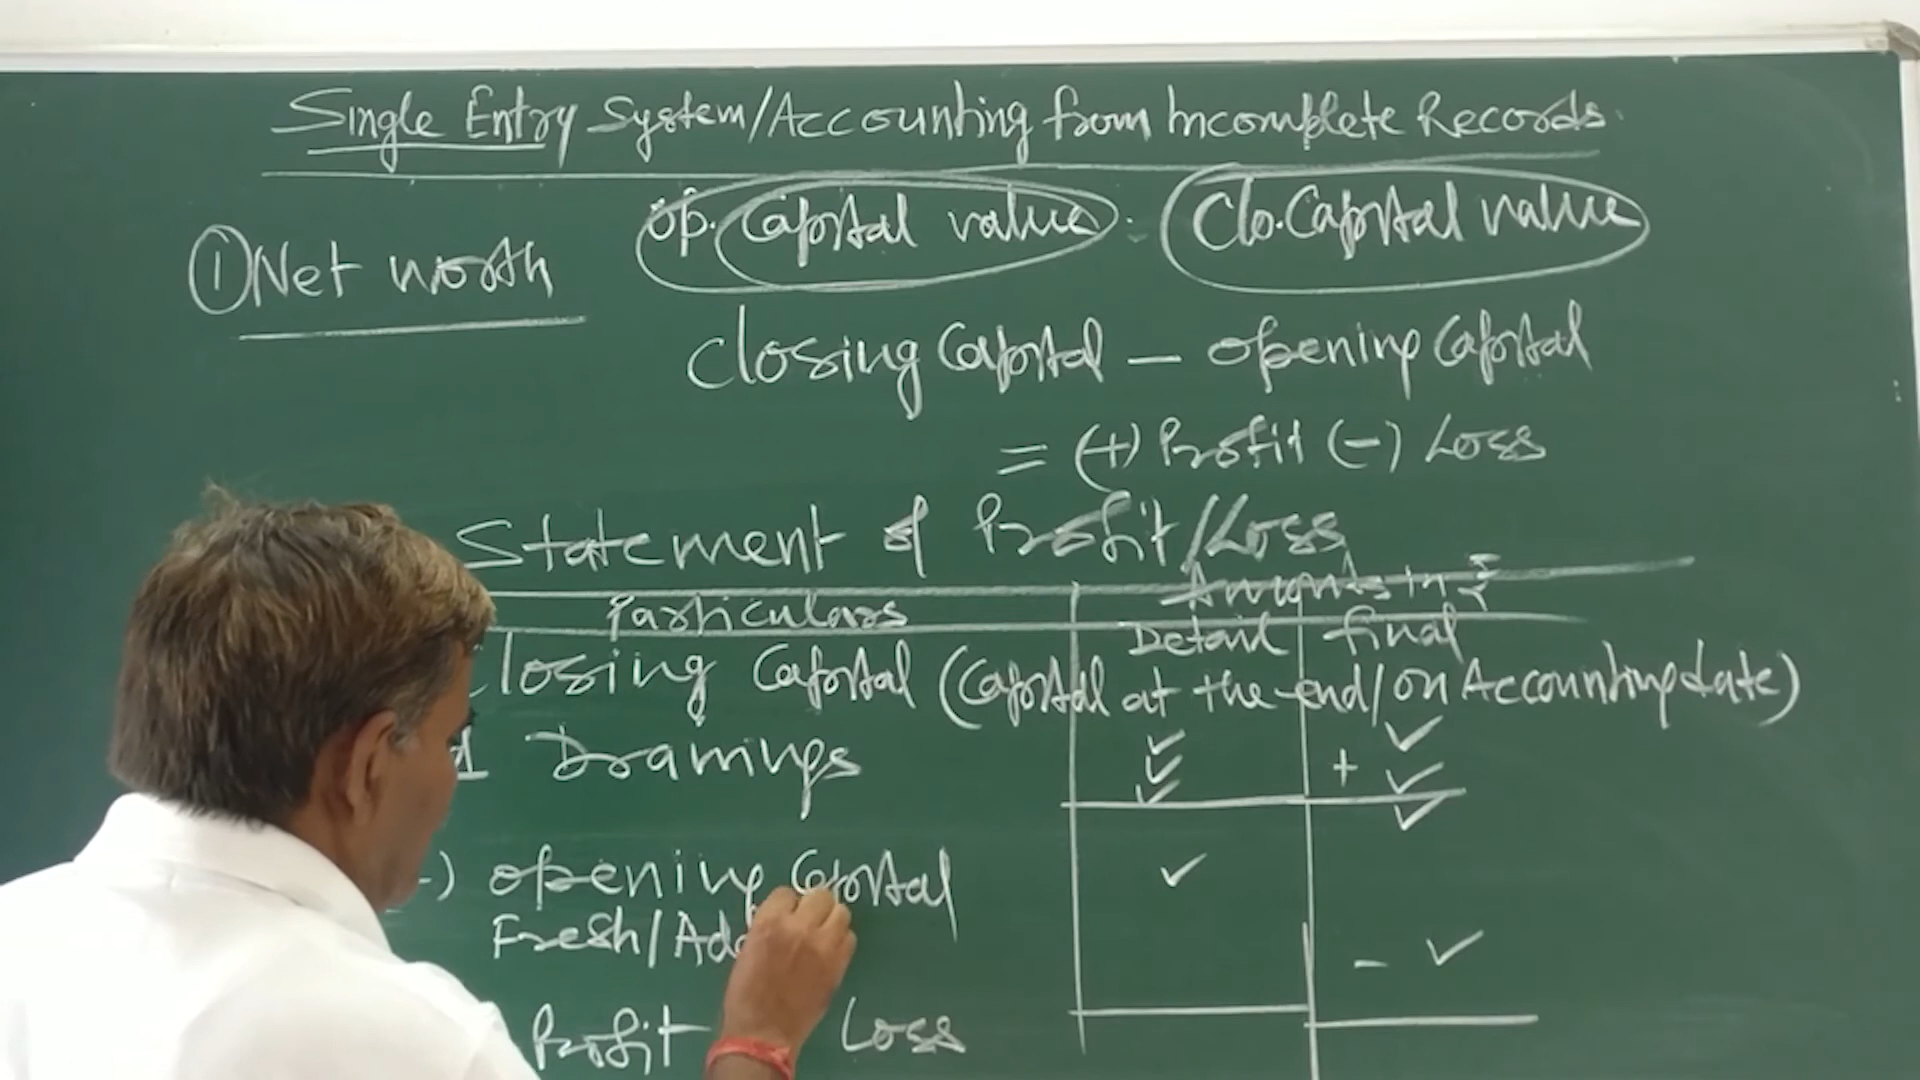 Single Entry System/Accounting from Incomplete Records.
① Net worth
op. Capital value
Clo. Capital value
Closing Capital – opening Capital
= (+) Profit (–) Loss
Statement of Profit/Loss
Particulars
Amounts in ₹
Detail final
losing Capital (Capital at the end/on Accounting date)
d Drawings
+
-) opening Capital
Fresh/Ad
–
Profit Loss